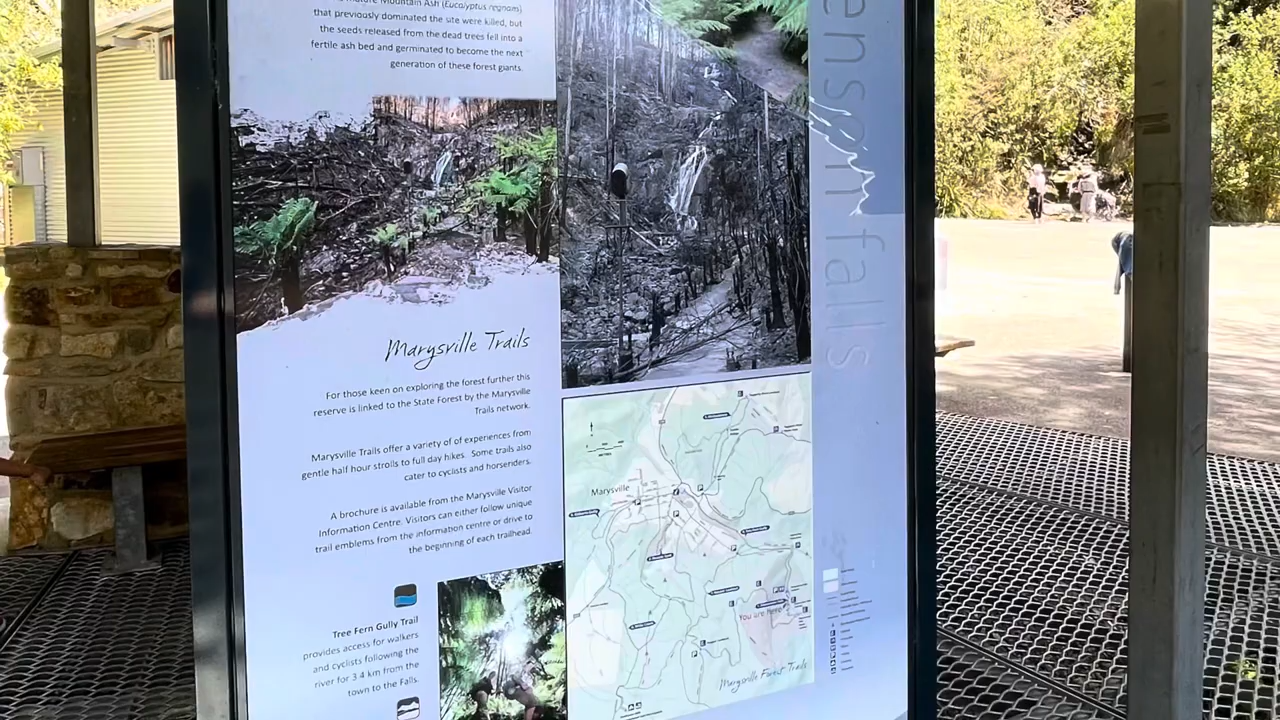 Mature Mountain Ash (Eucalyptus regnans)
that previously dominated the site were killed, but
the seeds released from the dead trees fell into a
fertile ash bed and germinated to become the next
generation of these forest giants.
enson falls
Marysville Trails
For those keen on exploring the forest further this
reserve is linked to the State Forest by the Marysville
Trails network.
Marysville Trails offer a variety of of experiences from
gentle half hour strolls to full day hikes. Some trails also
cater to cyclists and horseriders.
A brochure is available from the Marysville Visitor
Information Centre. Visitors can either follow unique
trail emblems from the information centre or drive to
the beginning of each trailhead.
Tree Fern Gully Trail
provides access for walkers
and cyclists following the
river for 3.4 km from the
town to the Falls.
Marysville
You are here
Marysville Forest Trails